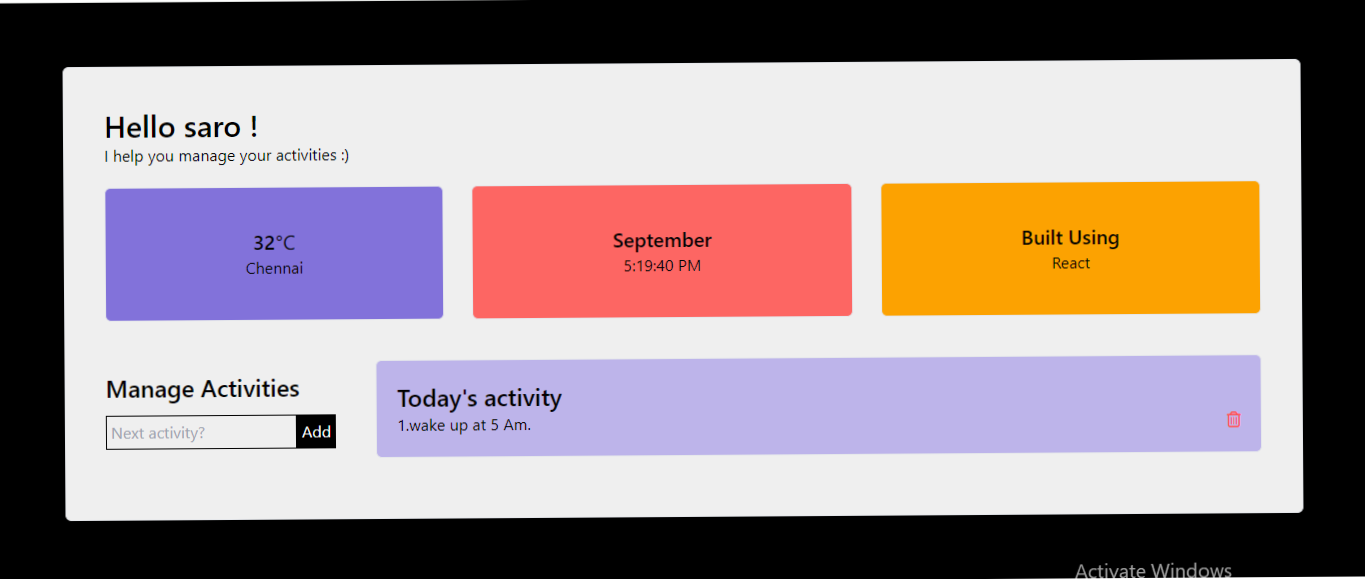 Hello saro !
I help you manage your activities :)
32°C
Chennai
September
5:19:40 PM
Built Using
React
Manage Activities
Next activity?
Add
Today's activity
1.wake up at 5 Am.
Activate Windows